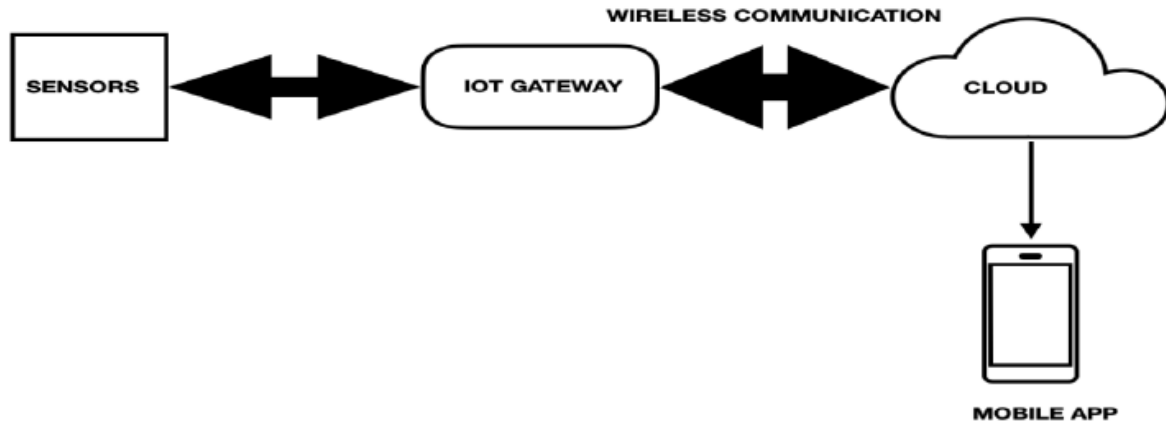 WIRELESS COMMUNICATION
SENSORS
IOT GATEWAY
CLOUD
MOBILE APP